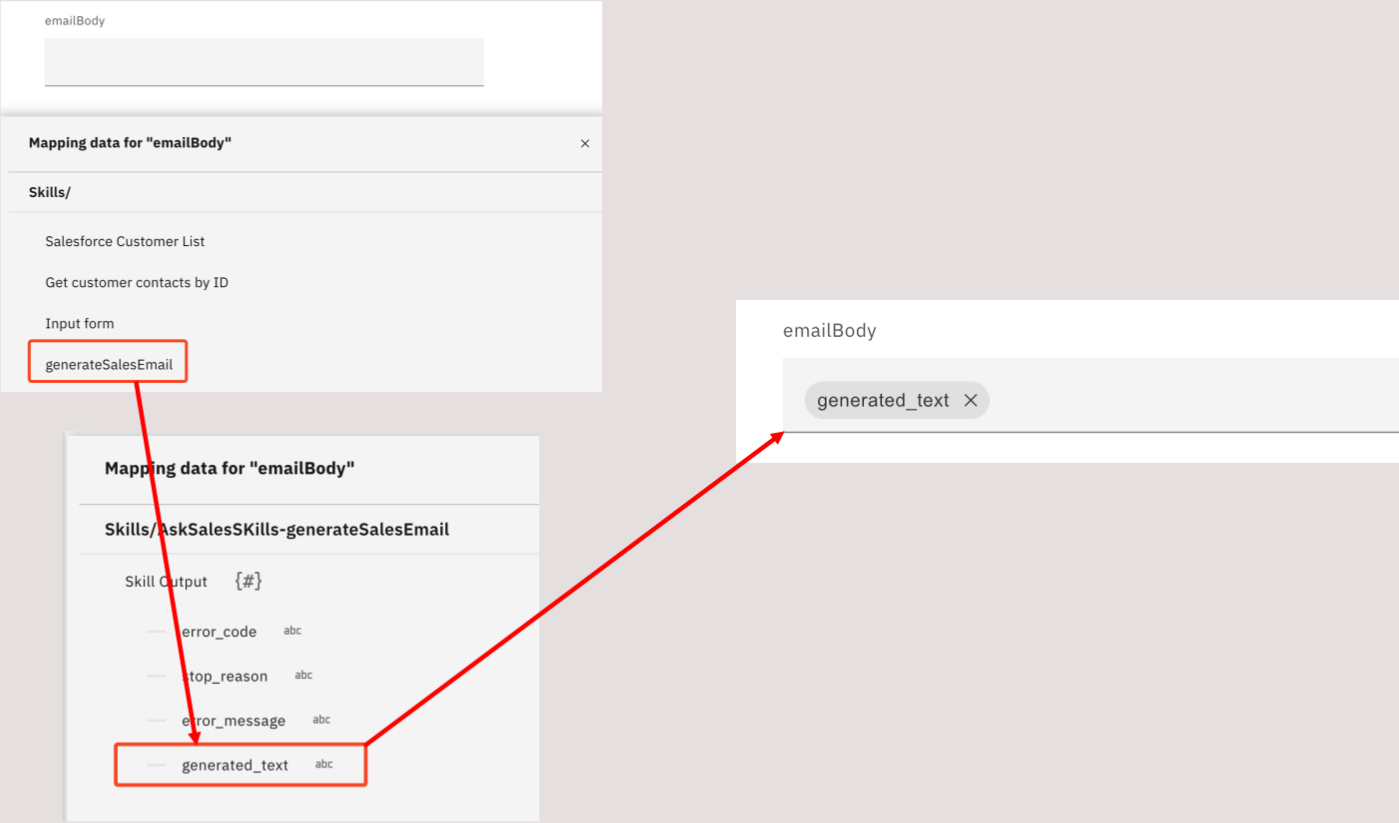 emailBody
Mapping data for "emailBody"
Skills/
Salesforce Customer List
Get customer contacts by ID
Input form
generateSalesEmail
Mapping data for "emailBody"
Skills/AskSalesSKills-generateSalesEmail
Skill Output {#}
error_code abc
stop_reason abc
error_message abc
generated_text abc
emailBody
generated_text